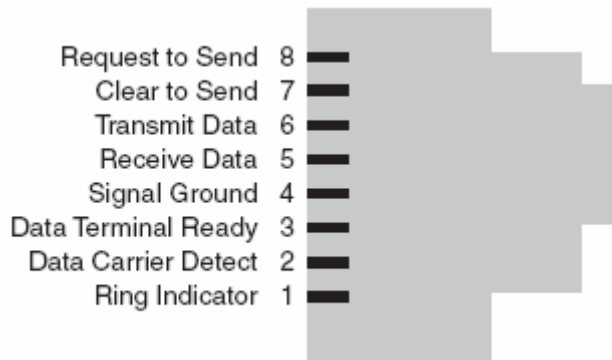 Request to Send 8
Clear to Send 7
Transmit Data 6
Receive Data 5
Signal Ground 4
Data Terminal Ready 3
Data Carrier Detect 2
Ring Indicator 1